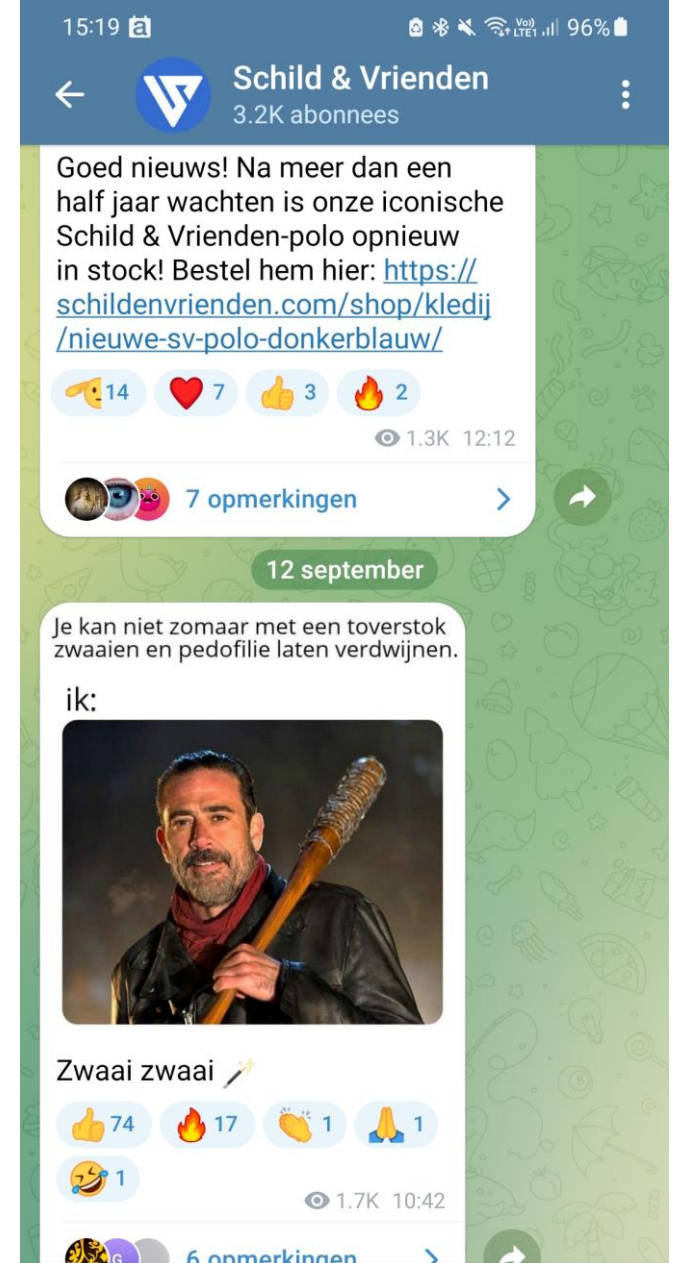 15:19
Vo))
LTE1
96%
Schild & Vrienden
3.2K abonnees
Goed nieuws! Na meer dan een
half jaar wachten is onze iconische
Schild & Vrienden-polo opnieuw
in stock! Bestel hem hier: https://
schildenvrienden.com/shop/kledij
/nieuwe-sv-polo-donkerblauw/
14 7 3 2
1.3K 12:12
7 opmerkingen
12 september
Je kan niet zomaar met een toverstok
zwaaien en pedofilie laten verdwijnen.
ik:
Zwaai zwaai
74 17 1 1
1
1.7K 10:42
G
6 opmerkingen